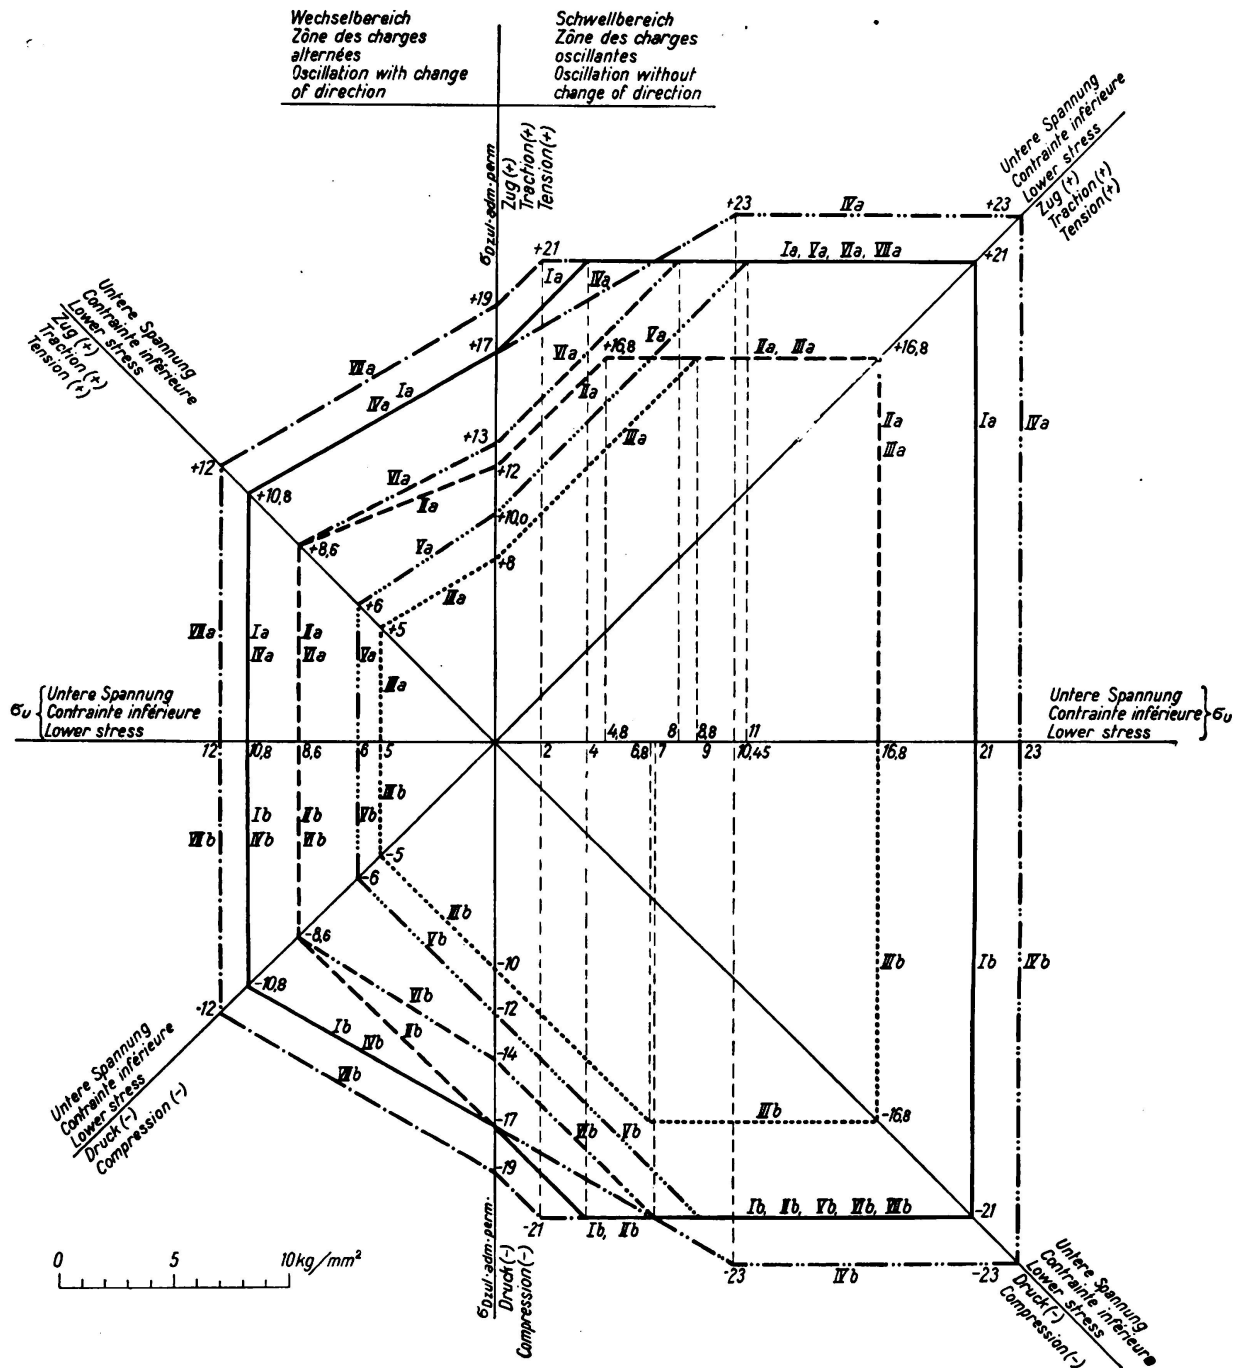 Wechselbereich
Zône des charges
alternées
Oscillation with change
of direction
Schwellbereich
Zône des charges
oscillantes
Oscillation without
change of direction
σDzul·adm·perm
Zug (+)
Traction(+)
Tension(+)
Untere Spannung
Contrainte inférieure
Lower stress
Zug (+)
Traction(+)
Tension(+)
+23
IVa
+23
+21
Ia
IVa
Ia, Va, VIa, VIIa
+21
Untere Spannung
Contrainte inférieure
Lower stress
Zug (+)
Traction (+)
Tension (+)
+19
+17
VIIa
VIa
+16,8
Va
IIa, IIIa
+16,8
IVa
Ia
IIa
+13
IIIa
IIa
IIIa
Ia
IVa
+12
+12
+10,8
VIa
IIa
+10,0
+8,6
Va
+8
+6
IIIa
+5
VIIa
Ia
IVa
IIa
VIa
Va
IIIa
σu
Untere Spannung
Contrainte inférieure
Lower stress
Untere Spannung
Contrainte inférieure
Lower stress
σu
4,8
8
8,8
11
12
10,8
8,6
6
5
2
4
6,8
7
9
10,45
16,8
21
23
IIIb
VIIb
Ib
IVb
IIb
VIb
Vb
-5
-6
IIIb
-8,6
Vb
-10
IIIb
Ib
IVb
-10,8
-12
VIb
-12
Ib
IVb
IIb
-14
VIIb
-17
IIIb
-16,8
VIb
Vb
-19
-21
Ib, IIb
Ib, IIb, Vb, VIb, VIIb
-21
-23
IVb
-23
Untere Spannung
Contrainte inférieure
Lower stress
Druck(-)
Compression (-)
σDzul·adm·perm.
Druck(-)
Compression(-)
Untere Spannung
Contrainte inférieure
Lower stress
Druck(-)
Compression(-)
0 5 10 kg/mm²